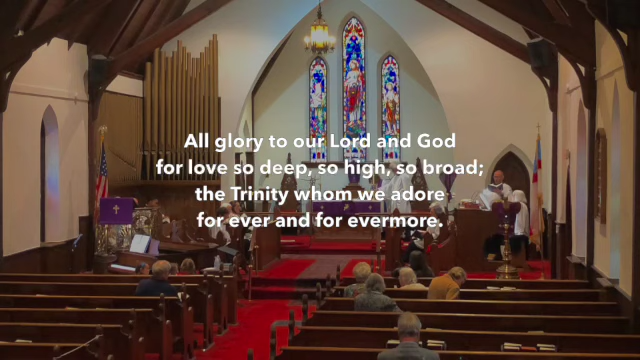 All glory to our Lord and God
for love so deep, so high, so broad;
the Trinity whom we adore
for ever and for evermore.